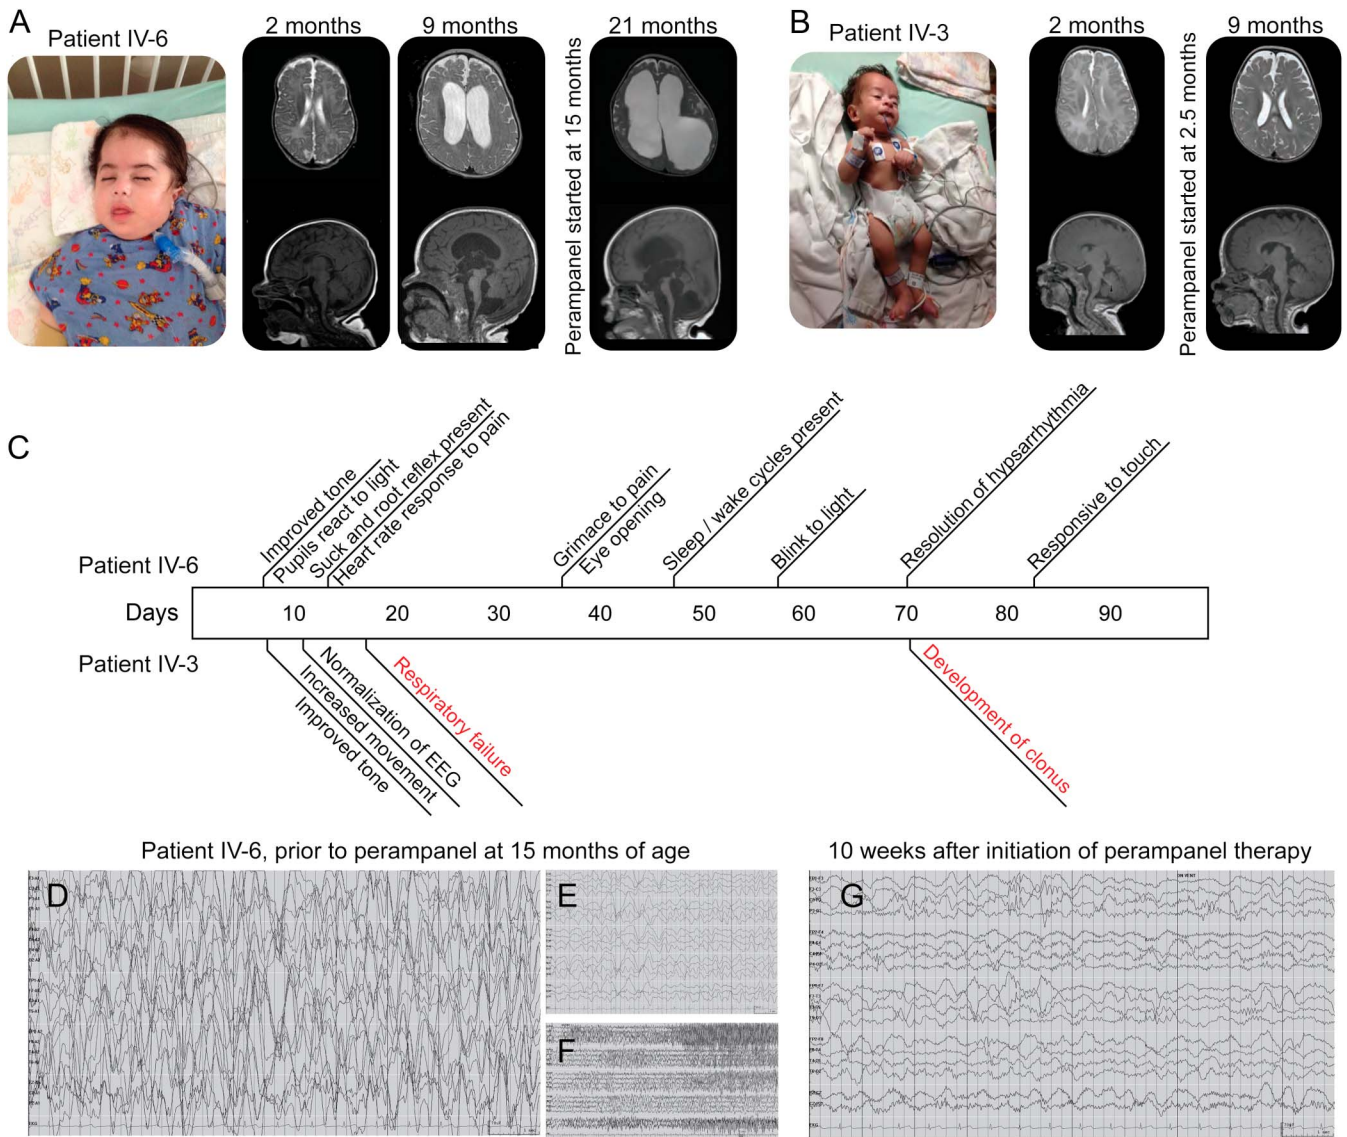 A
Patient IV-6
2 months
9 months
Perampanel started at 15 months
21 months
B
Patient IV-3
2 months
Perampanel started at 2.5 months
9 months
C
Improved tone
Pupils react to light
Suck and root reflex present
Heart rate response to pain
Grimace to pain
Eye opening
Sleep / wake cycles present
Blink to light
Resolution of hypsarrhythmia
Responsive to touch
Patient IV-6
Days 10 20 30 40 50 60 70 80 90
Patient IV-3
Improved tone
Increased movement
Normalization of EEG
Respiratory failure
Development of clonus
Patient IV-6, prior to perampanel at 15 months of age
10 weeks after initiation of perampanel therapy
D
E
F
G
ON VENT